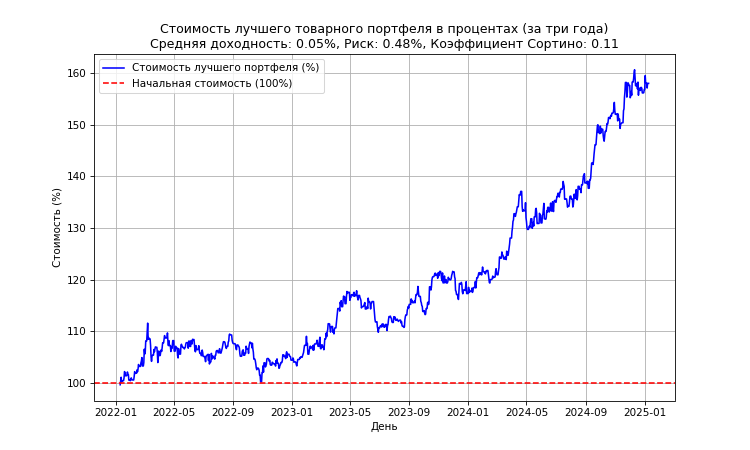 Стоимость лучшего товарного портфеля в процентах (за три года)
Средняя доходность: 0.05%, Риск: 0.48%, Коэффициент Сортино: 0.11
Стоимость лучшего портфеля (%)
Начальная стоимость (100%)
Стоимость (%)
160
150
140
130
120
110
100
2022-01 2022-05 2022-09 2023-01 2023-05 2023-09 2024-01 2024-05 2024-09 2025-01
День